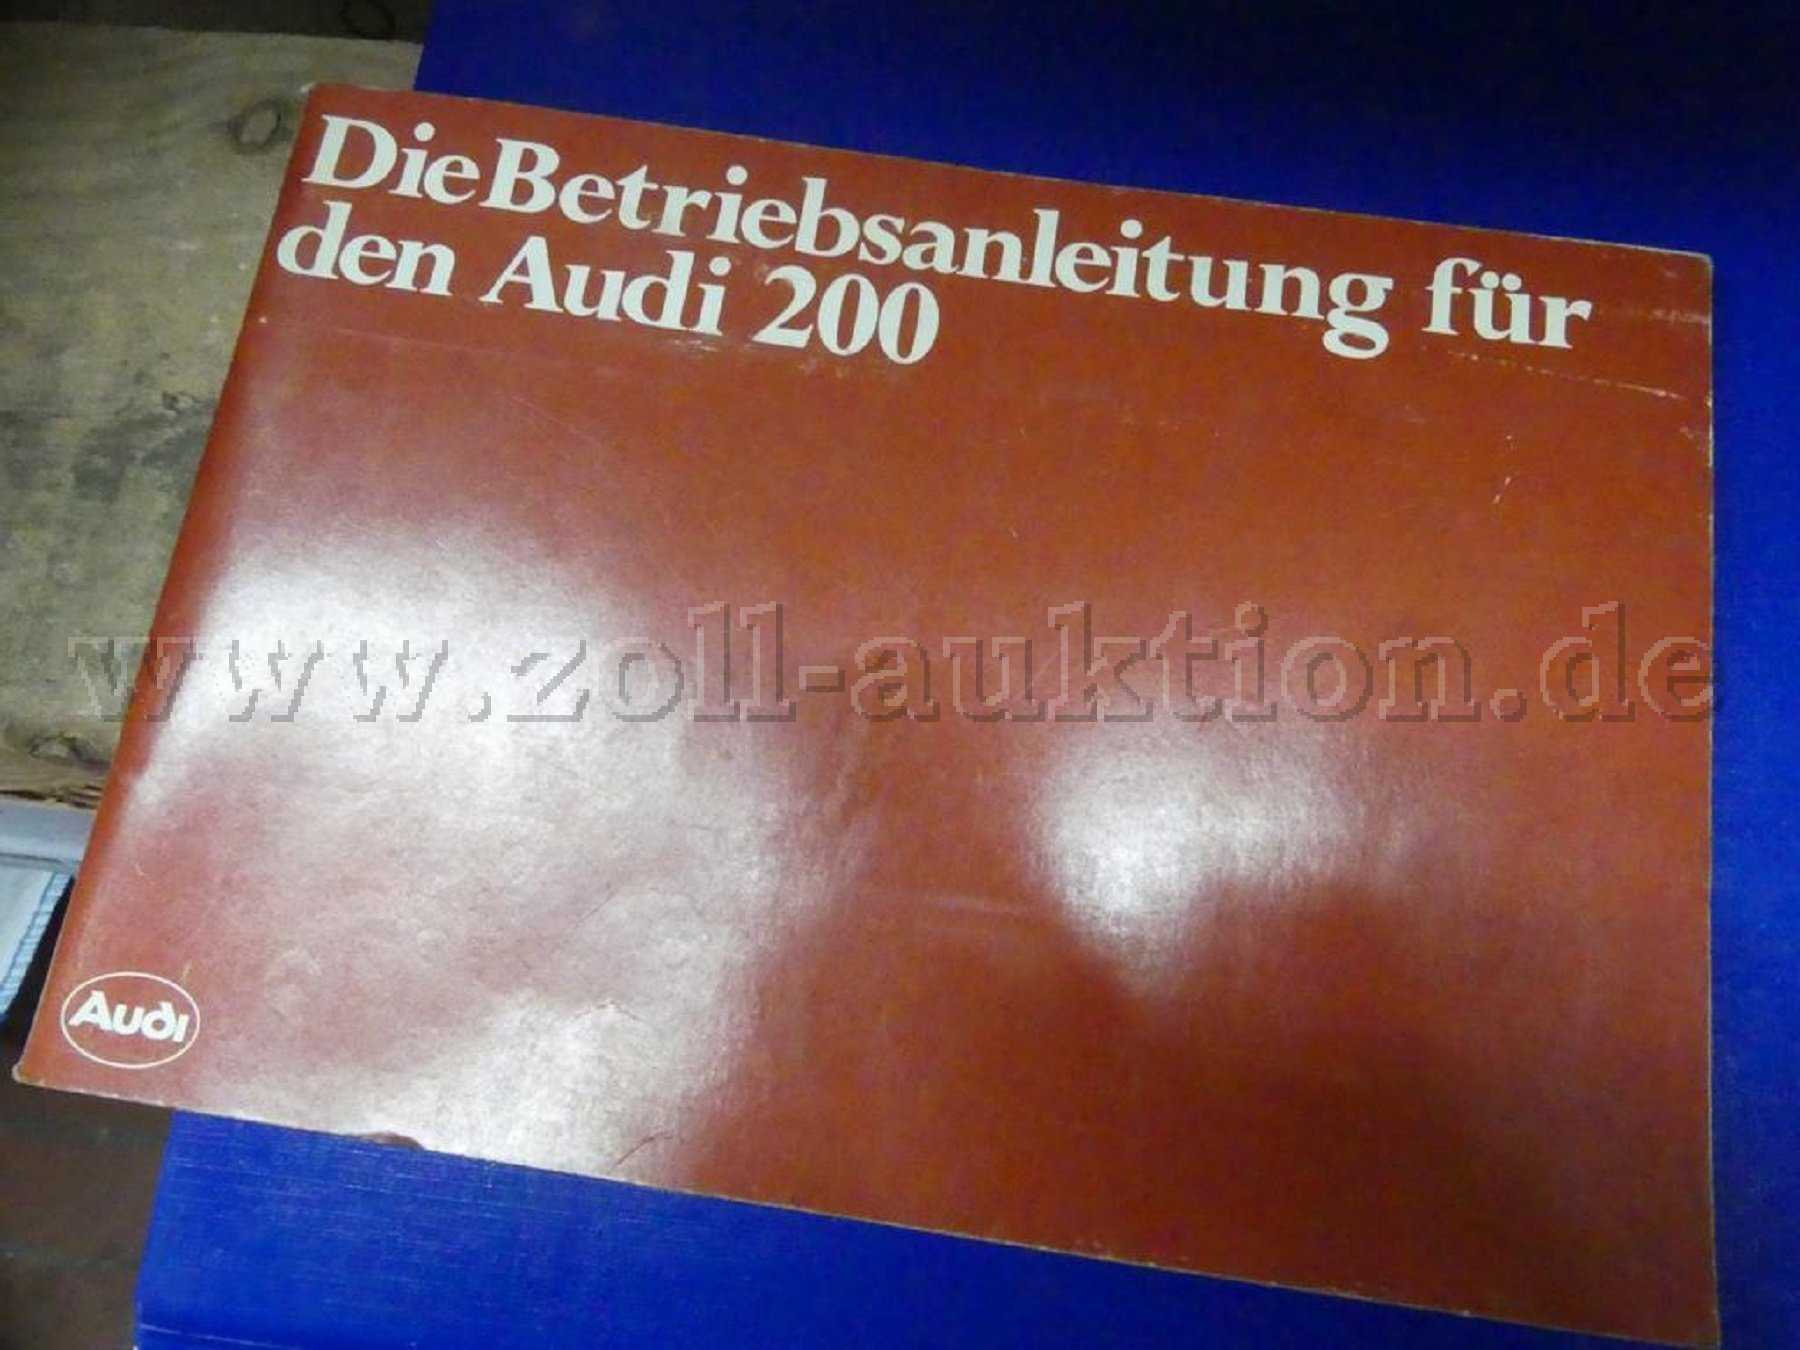 Die Betriebsanleitung für
den Audi 200
www.zoll-auktion.de
Audi